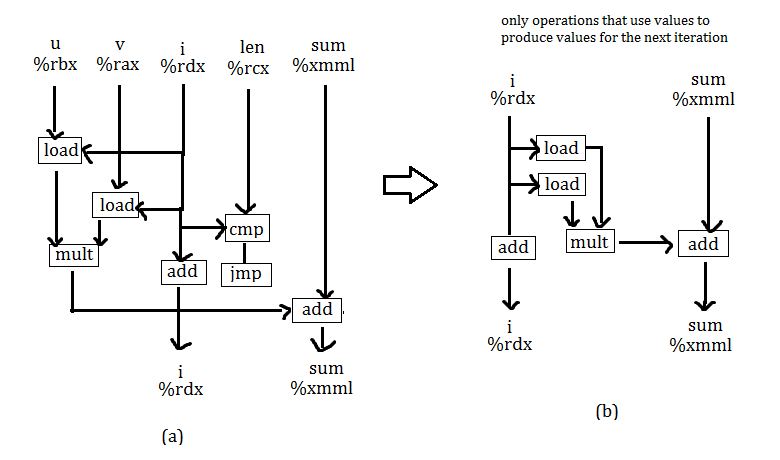 only operations that use values to
produce values for the next iteration
u
%rbx
v
%rax
i
%rdx
len
%rcx
sum
%xmml
load
load
cmp
mult
add
jmp
add
i
%rdx
sum
%xmml
(a)
i
%rdx
sum
%xmml
load
load
add
mult
add
i
%rdx
sum
%xmml
(b)